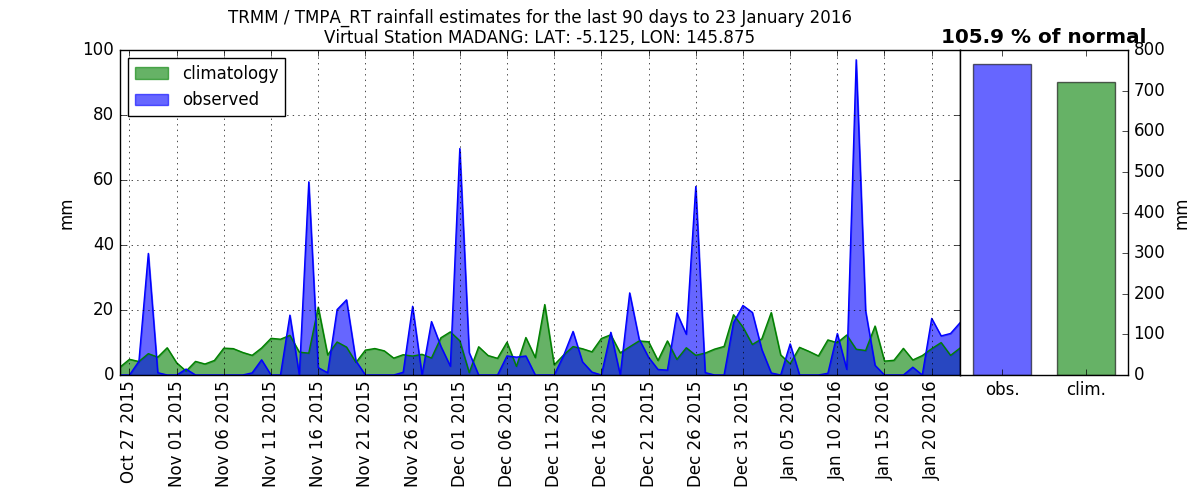 TRMM / TMPA_RT rainfall estimates for the last 90 days to 23 January 2016
Virtual Station MADANG: LAT: -5.125, LON: 145.875
105.9 % of normal
climatology
observed
100
80
60
40
20
0
mm
Oct 27 2015
Nov 01 2015
Nov 06 2015
Nov 11 2015
Nov 16 2015
Nov 21 2015
Nov 26 2015
Dec 01 2015
Dec 06 2015
Dec 11 2015
Dec 16 2015
Dec 21 2015
Dec 26 2015
Dec 31 2015
Jan 05 2016
Jan 10 2016
Jan 15 2016
Jan 20 2016
800
700
600
500
400
300
200
100
0
mm
obs.
clim.